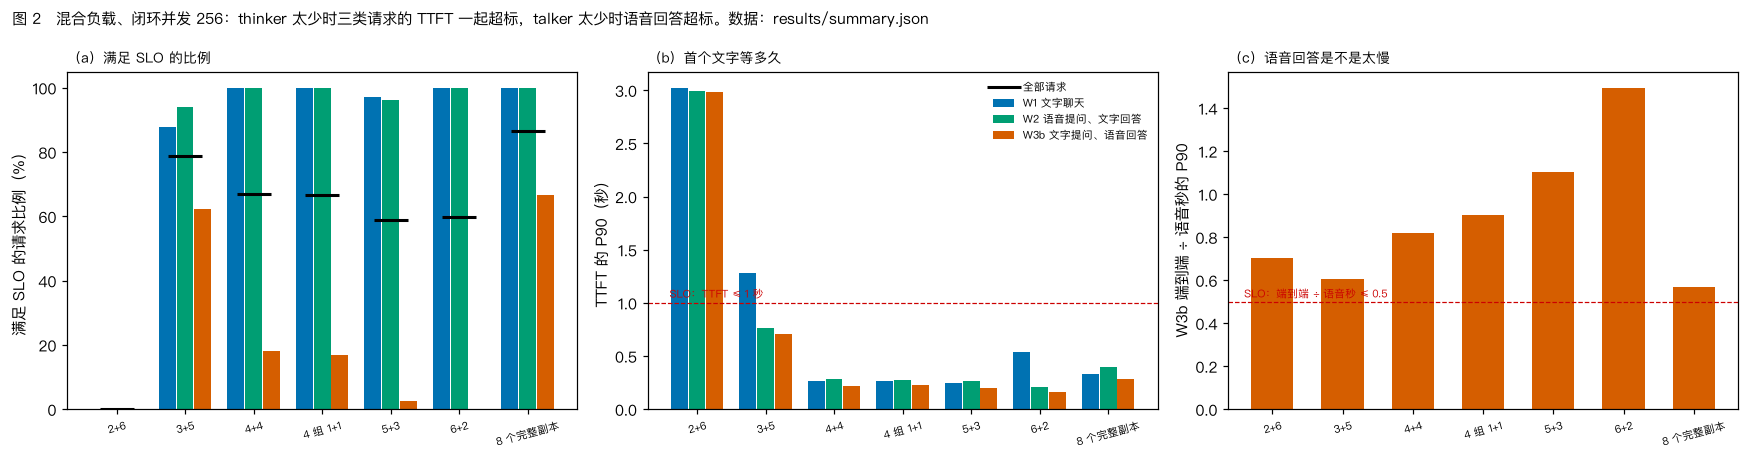 图 2　混合负载、闭环并发 256：thinker 太少时三类请求的 TTFT 一起超标，talker 太少时语音回答超标。数据：results/summary.json
（a）满足 SLO 的比例
满足 SLO 的请求比例（%）
100
80
60
40
20
0
2+6
3+5
4+4
4 组 1+1
5+3
6+2
8 个完整副本
（b）首个文字等多久
TTFT 的 P90（秒）
3.0
2.5
2.0
1.5
1.0
0.5
0.0
全部请求
W1 文字聊天
W2 语音提问、文字回答
W3b 文字提问、语音回答
SLO：TTFT ≤ 1 秒
2+6
3+5
4+4
4 组 1+1
5+3
6+2
8 个完整副本
（c）语音回答是不是太慢
W3b 端到端 ÷ 语音秒的 P90
1.4
1.2
1.0
0.8
0.6
0.4
0.2
0.0
SLO：端到端 ÷ 语音秒 ≤ 0.5
2+6
3+5
4+4
4 组 1+1
5+3
6+2
8 个完整副本